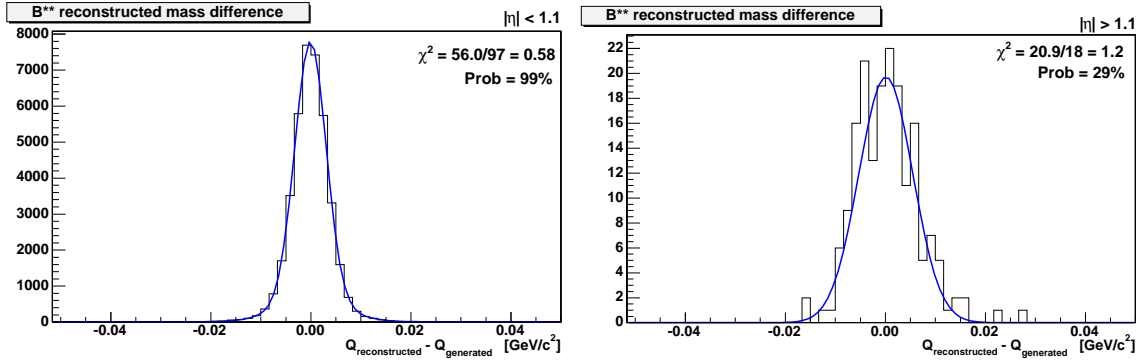 B** reconstructed mass difference
|η| < 1.1
χ² = 56.0/97 = 0.58
Prob = 99%
8000
7000
6000
5000
4000
3000
2000
1000
0
-0.04 -0.02 0.00 0.02 0.04
Q_reconstructed - Q_generated [GeV/c²]
B** reconstructed mass difference
|η| > 1.1
χ² = 20.9/18 = 1.2
Prob = 29%
22
20
18
16
14
12
10
8
6
4
2
0
-0.04 -0.02 0.00 0.02 0.04
Q_reconstructed - Q_generated [GeV/c²]